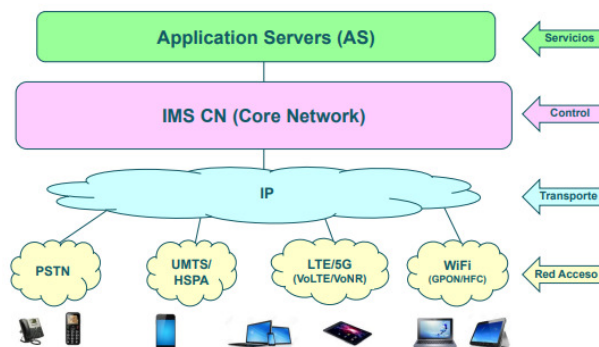 Application Servers (AS)
Servicios
IMS CN (Core Network)
Control
IP
Transporte
PSTN
UMTS/
HSPA
LTE/5G
(VoLTE/VoNR)
WiFi
(GPON/HFC)
Red Acceso